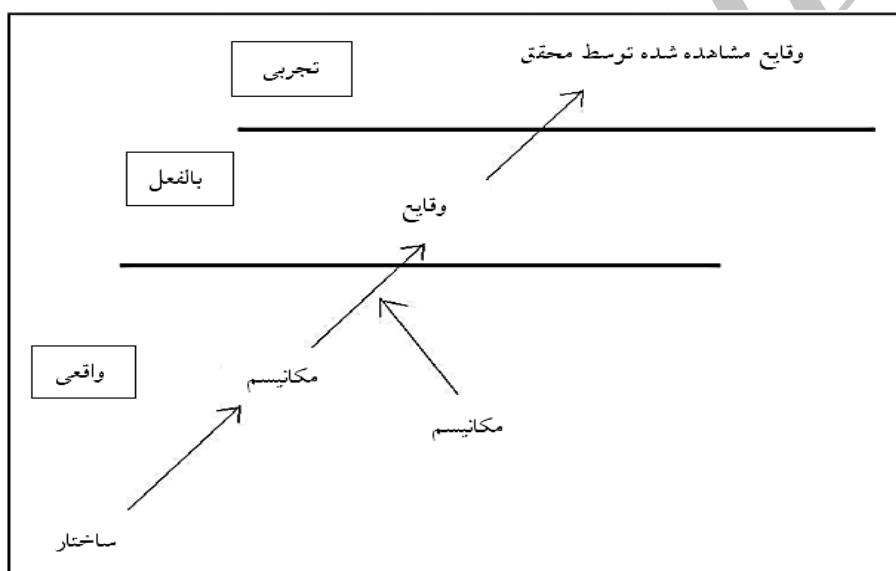 وقایع مشاهده شده توسط محقق
تجربی
بالفعل
وقایع
واقعی
مکانیسم
مکانیسم
ساختار